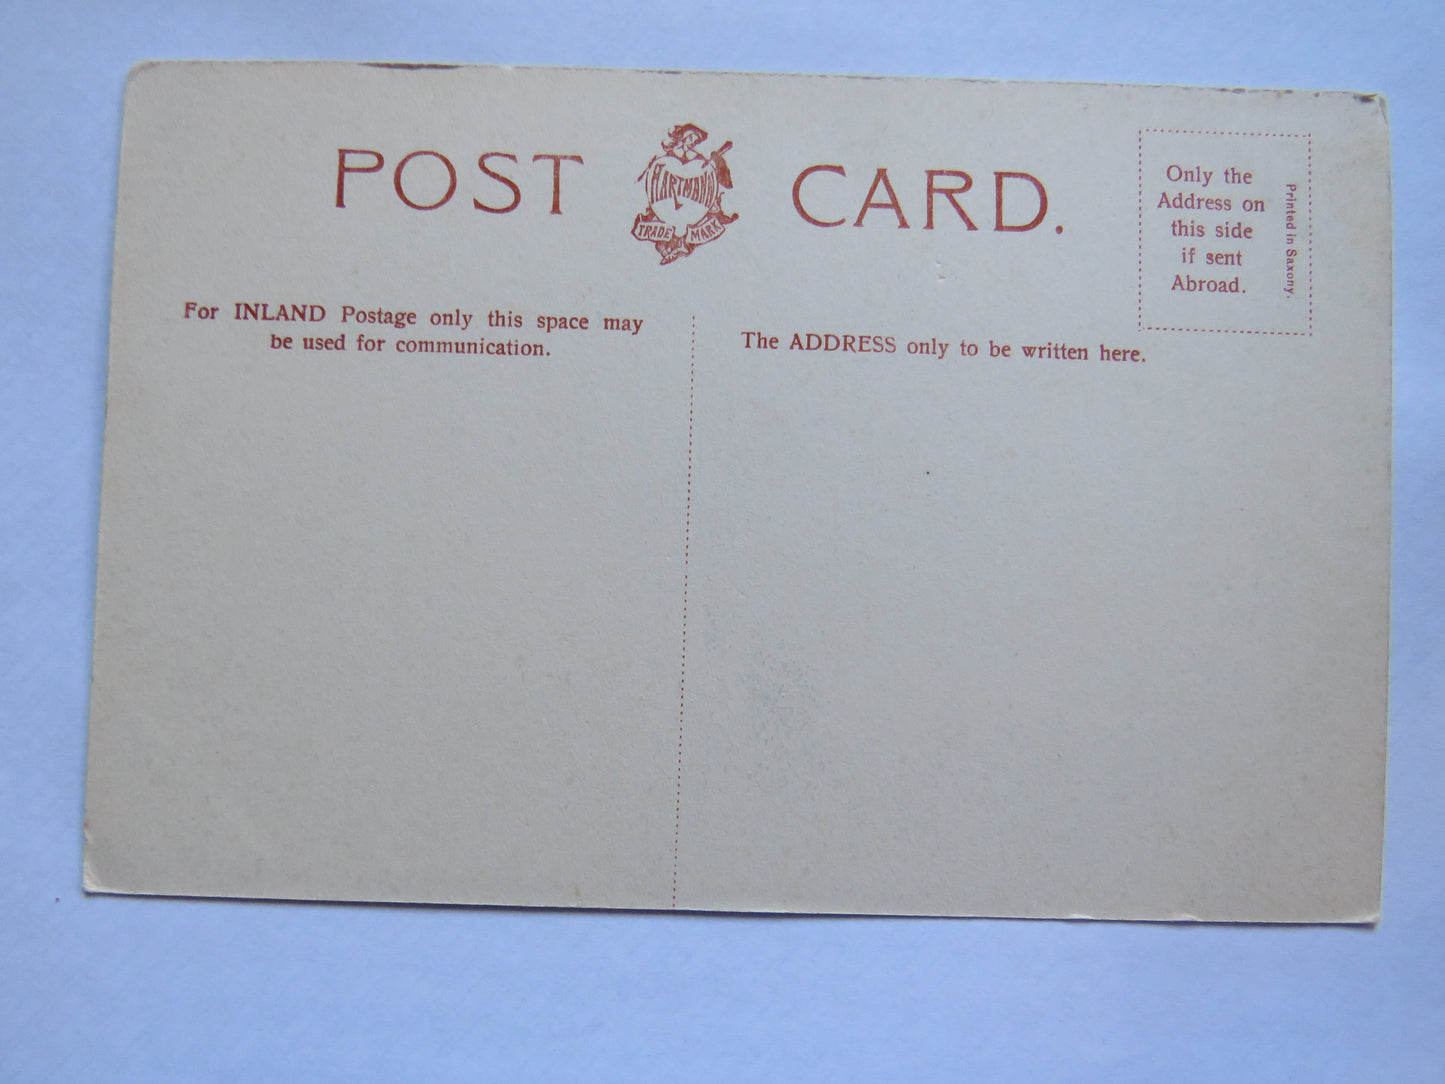 POST CARD.
HARTMANN
TRADE MARK
Only the
Address on
this side
if sent
Abroad.
Printed in Saxony.
For INLAND Postage only this space may
be used for communication.
The ADDRESS only to be written here.